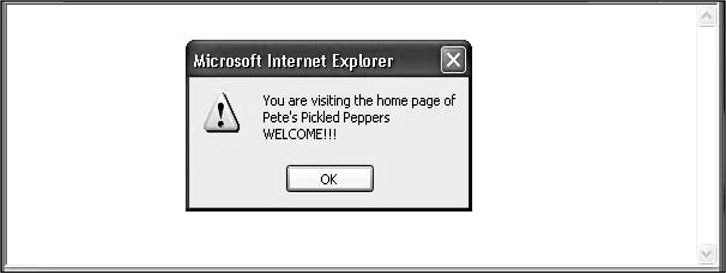 Microsoft Internet Explorer
You are visiting the home page of
Pete's Pickled Peppers
WELCOME!!!
OK